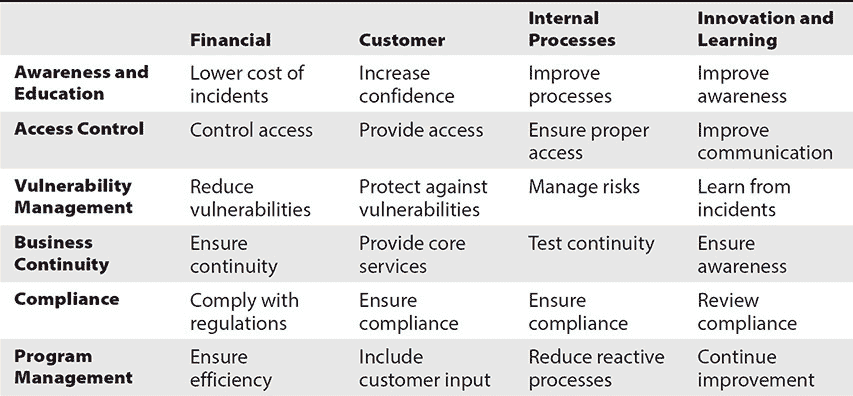 Financial Customer Internal Processes Innovation and Learning
Awareness and Education Lower cost of incidents Increase confidence Improve processes Improve awareness
Access Control Control access Provide access Ensure proper access Improve communication
Vulnerability Management Reduce vulnerabilities Protect against vulnerabilities Manage risks Learn from incidents
Business Continuity Ensure continuity Provide core services Test continuity Ensure awareness
Compliance Comply with regulations Ensure compliance Ensure compliance Review compliance
Program Management Ensure efficiency Include customer input Reduce reactive processes Continue improvement